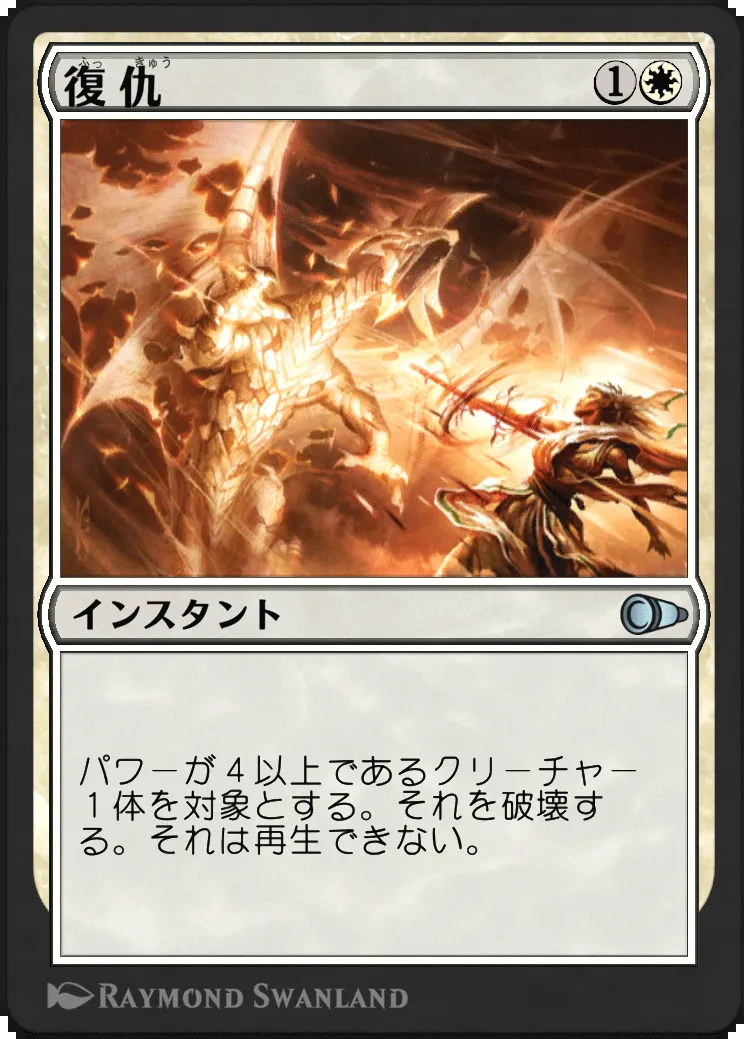 ふっ きゅう
復仇
1
インスタント
パワーが4以上であるクリーチャー
1体を対象とする。それを破壊す
る。それは再生できない。
RAYMOND SWANLAND